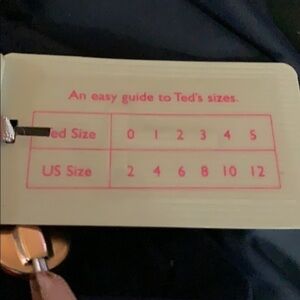 An easy guide to Ted's sizes.
ed Size 0 1 2 3 4 5
US Size 2 4 6 8 10 12